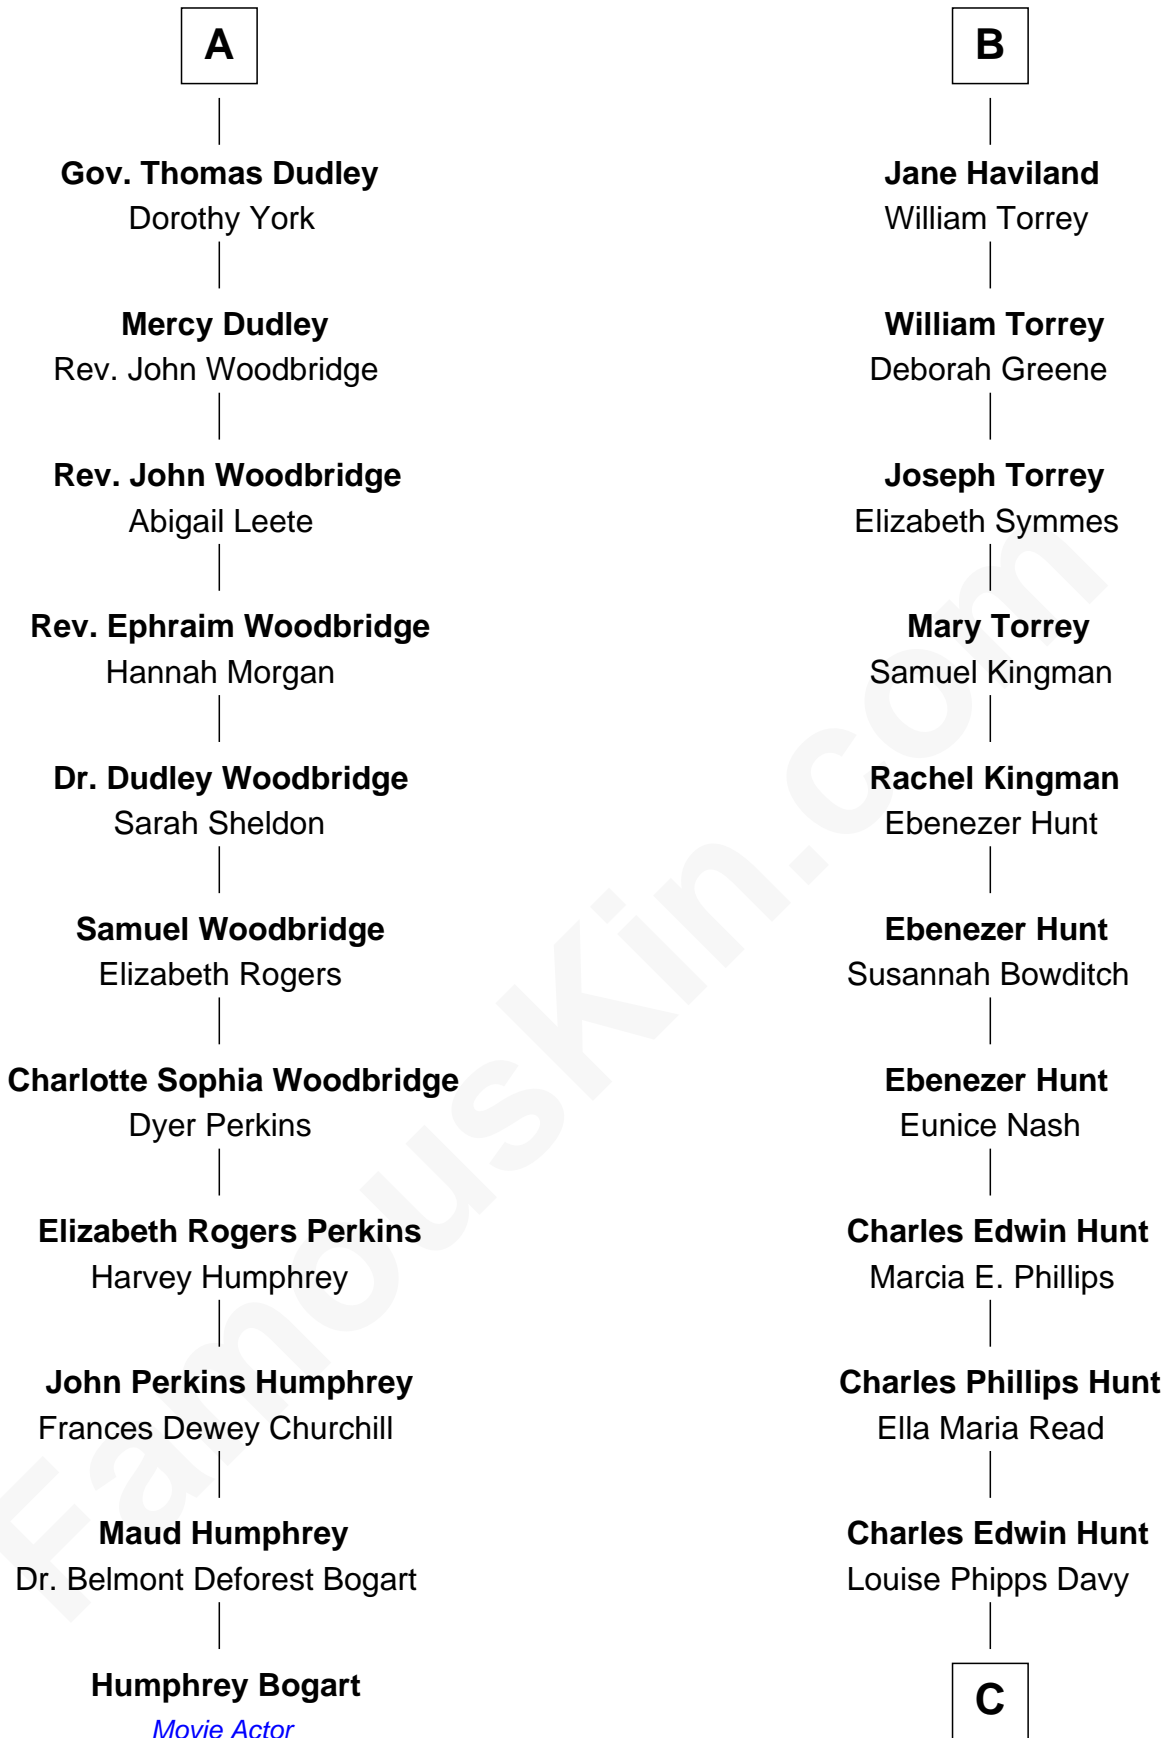 A
Gov. Thomas Dudley
Dorothy York
Mercy Dudley
Rev. John Woodbridge
Rev. John Woodbridge
Abigail Leete
Rev. Ephraim Woodbridge
Hannah Morgan
Dr. Dudley Woodbridge
Sarah Sheldon
Samuel Woodbridge
Elizabeth Rogers
Charlotte Sophia Woodbridge
Dyer Perkins
Elizabeth Rogers Perkins
Harvey Humphrey
John Perkins Humphrey
Frances Dewey Churchill
Maud Humphrey
Dr. Belmont Deforest Bogart
Humphrey Bogart
Movie Actor
B
Jane Haviland
William Torrey
William Torrey
Deborah Greene
Joseph Torrey
Elizabeth Symmes
Mary Torrey
Samuel Kingman
Rachel Kingman
Ebenezer Hunt
Ebenezer Hunt
Susannah Bowditch
Ebenezer Hunt
Eunice Nash
Charles Edwin Hunt
Marcia E. Phillips
Charles Phillips Hunt
Ella Maria Read
Charles Edwin Hunt
Louise Phipps Davy
C
FamousKin.com